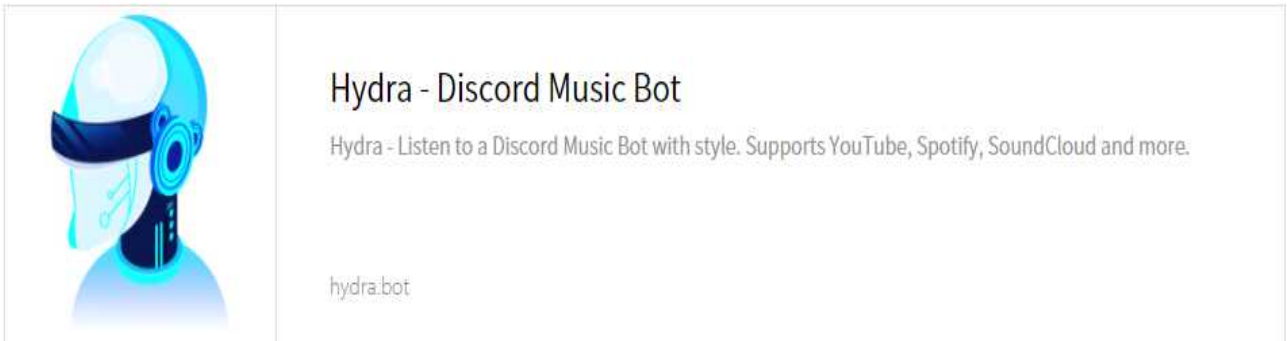 Hydra - Discord Music Bot
Hydra - Listen to a Discord Music Bot with style. Supports YouTube, Spotify, SoundCloud and more.
hydra.bot